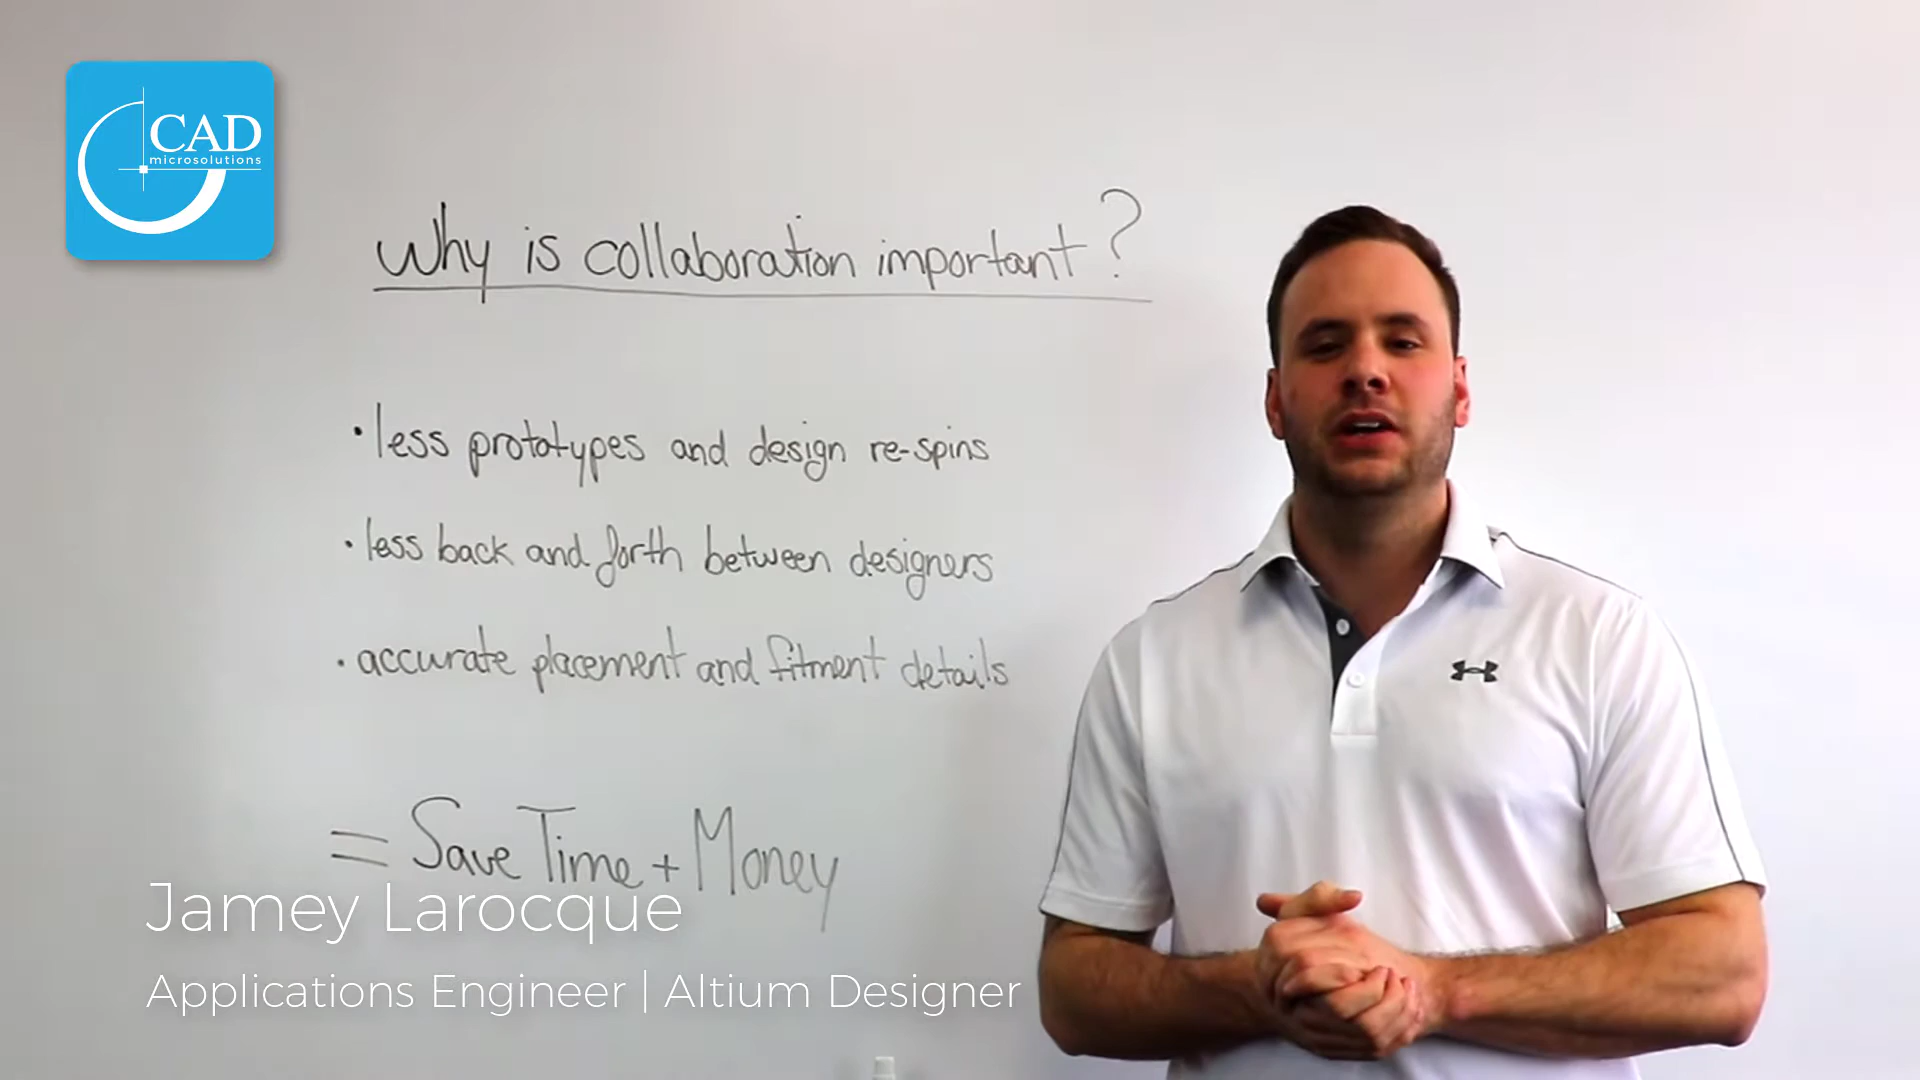 CAD
microsolutions
Why is collaboration important?
• less prototypes and design re-spins
• less back and forth between designers
• accurate placement and fitment details
= Save Time + Money
Jamey Larocque
Applications Engineer | Altium Designer